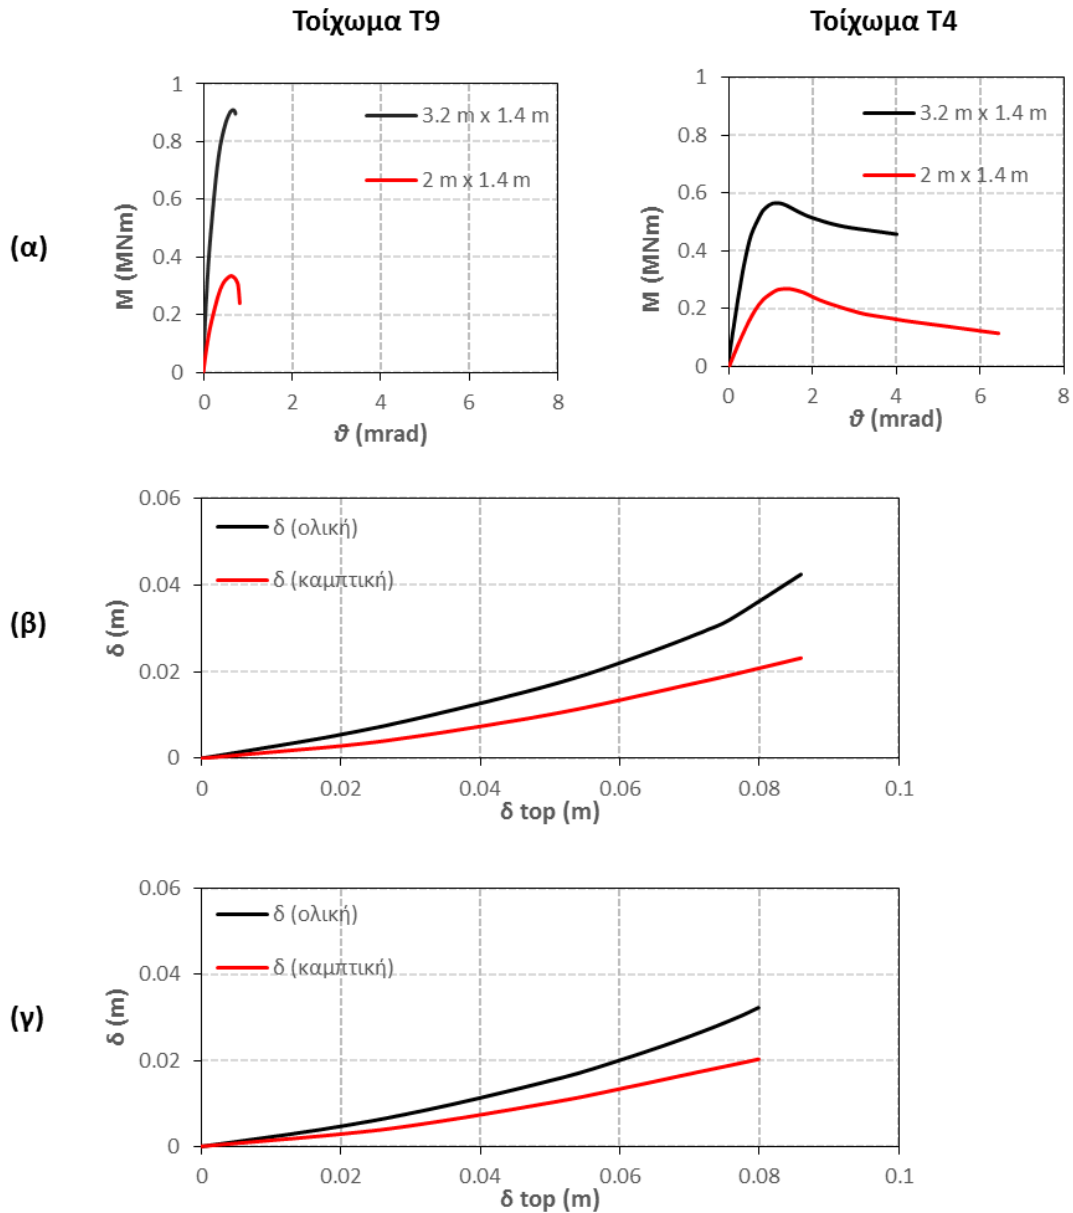 Τοίχωμα Τ9
Τοίχωμα Τ4
(α)
1
0.8
0.6
0.4
0.2
0
M (MNm)
3.2 m x 1.4 m
2 m x 1.4 m
0 2 4 6 8
ϑ (mrad)
1
0.8
0.6
0.4
0.2
0
M (MNm)
3.2 m x 1.4 m
2 m x 1.4 m
0 2 4 6 8
ϑ (mrad)
(β)
0.06
0.04
0.02
0
δ (m)
δ (ολική)
δ (καμπτική)
0 0.02 0.04 0.06 0.08 0.1
δ top (m)
(γ)
0.06
0.04
0.02
0
δ (m)
δ (ολική)
δ (καμπτική)
0 0.02 0.04 0.06 0.08 0.1
δ top (m)